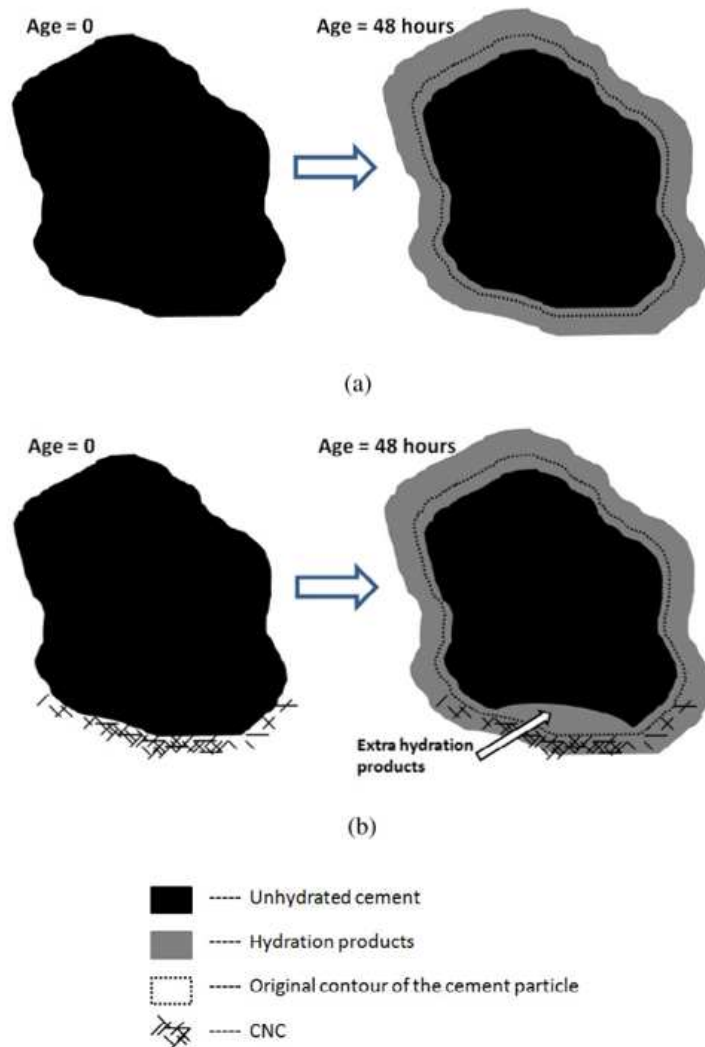 Age = 0
Age = 48 hours
(a)
Age = 0
Age = 48 hours
Extra hydration
products
(b)
Unhydrated cement
Hydration products
Original contour of the cement particle
CNC